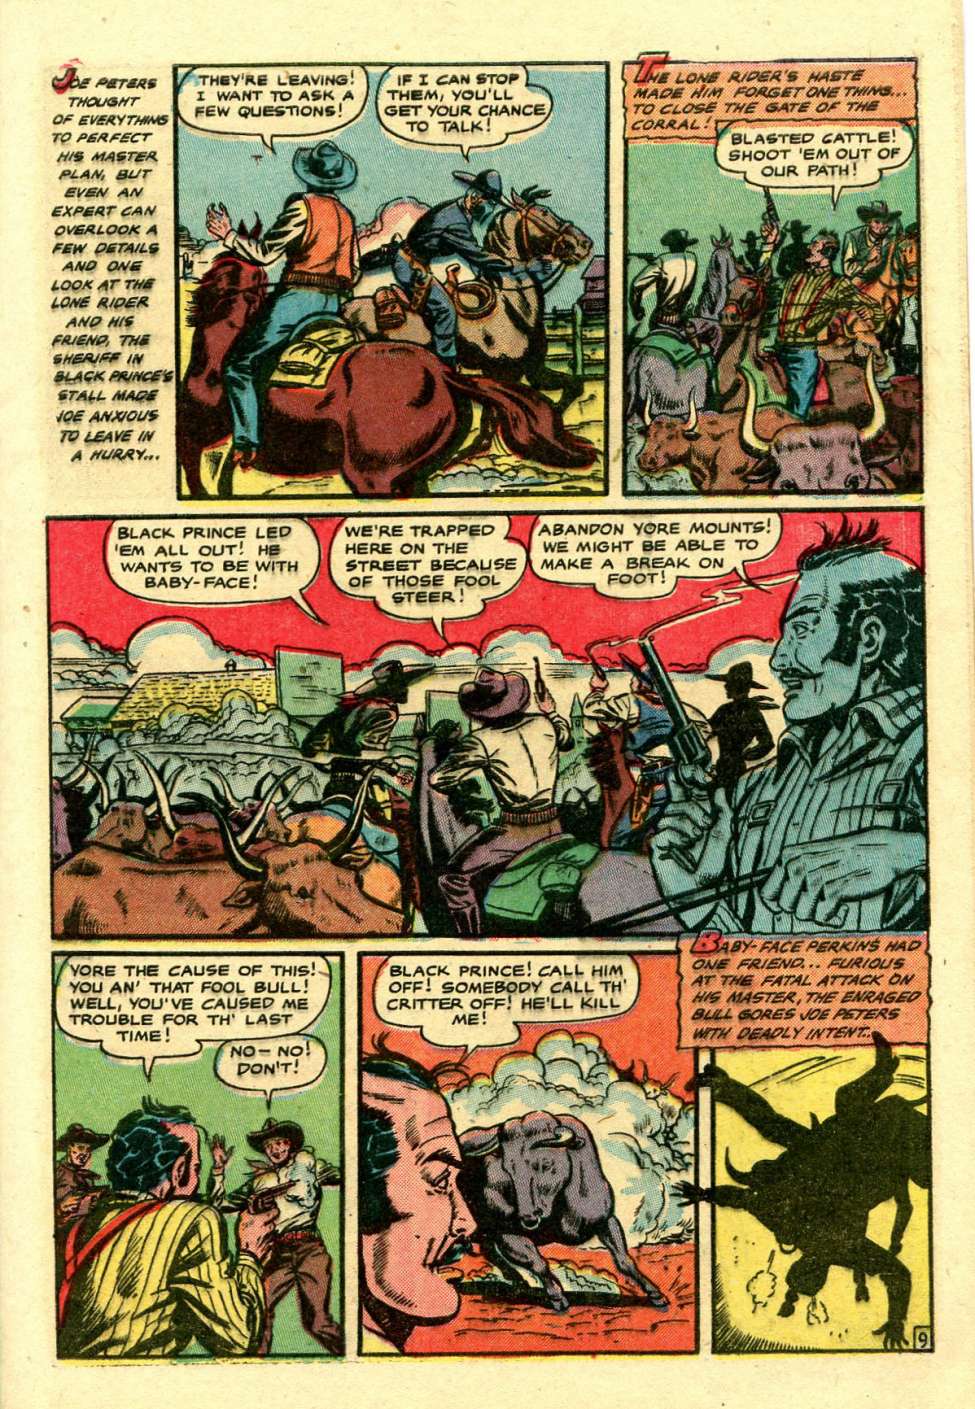 JOE PETERS
THOUGHT
OF EVERYTHING
TO PERFECT
HIS MASTER
PLAN, BUT
EVEN AN
EXPERT CAN
OVERLOOK A
FEW DETAILS
AND ONE
LOOK AT THE
LONE RIDER
AND HIS
FRIEND, THE
SHERIFF IN
BLACK PRINCE'S
STALL MADE
JOE ANXIOUS
TO LEAVE IN
A HURRY...
THEY'RE LEAVING!
I WANT TO ASK A
FEW QUESTIONS!
IF I CAN STOP
THEM, YOU'LL
GET YOUR CHANCE
TO TALK!
THE LONE RIDER'S HASTE
MADE HIM FORGET ONE THING...
TO CLOSE THE GATE OF THE
CORRAL!
BLASTED CATTLE!
SHOOT 'EM OUT OF
OUR PATH!
BLACK PRINCE LED
'EM ALL OUT! HE
WANTS TO BE WITH
BABY-FACE!
WE'RE TRAPPED
HERE ON THE
STREET BECAUSE
OF THOSE FOOL
STEER!
ABANDON YORE MOUNTS!
WE MIGHT BE ABLE TO
MAKE A BREAK ON
FOOT!
YORE THE CAUSE OF THIS!
YOU AN' THAT FOOL BULL!
WELL, YOU'VE CAUSED ME
TROUBLE FOR TH' LAST
TIME!
NO-NO!
DON'T!
BLACK PRINCE! CALL HIM
OFF! SOMEBODY CALL TH'
CRITTER OFF! HE'LL KILL
ME!
BABY-FACE PERKINS HAD
ONE FRIEND... FURIOUS
AT THE FATAL ATTACK ON
HIS MASTER, THE ENRAGED
BULL GORES JOE PETERS
WITH DEADLY INTENT...
9